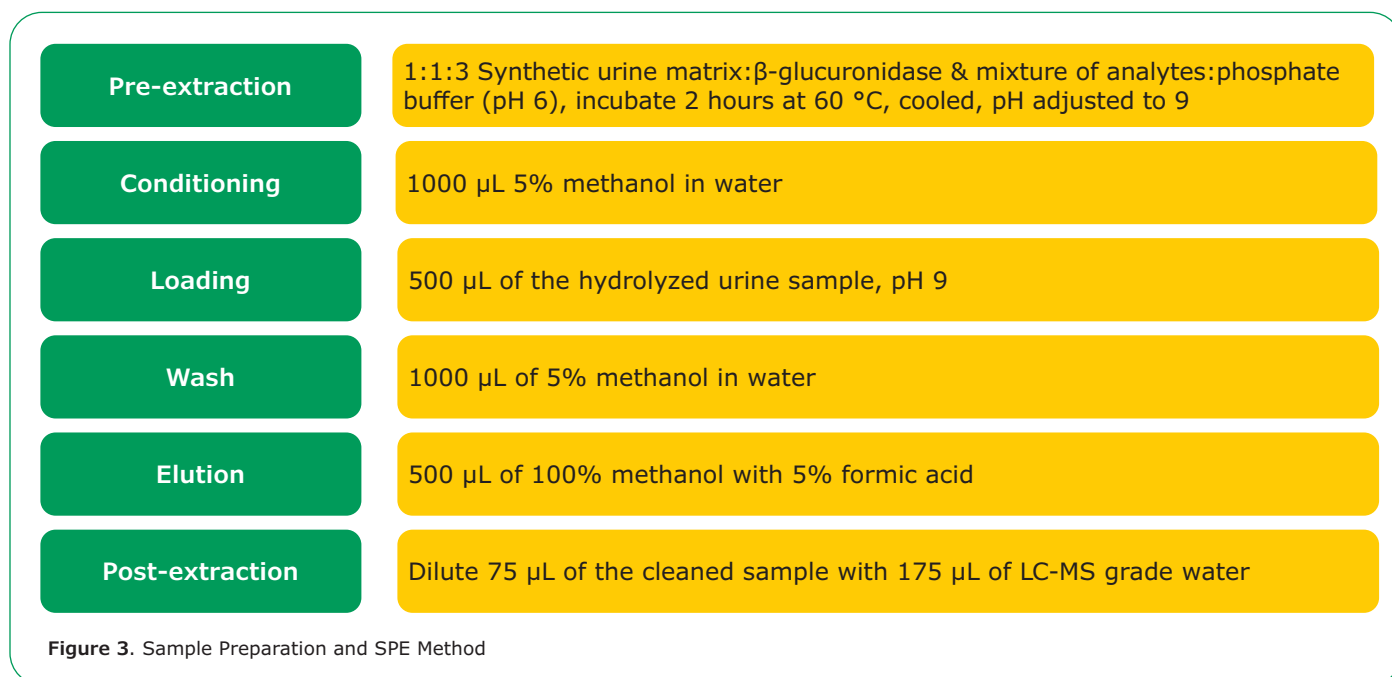 Pre-extraction
1:1:3 Synthetic urine matrix:β-glucuronidase & mixture of analytes:phosphate
buffer (pH 6), incubate 2 hours at 60 °C, cooled, pH adjusted to 9
Conditioning
1000 µL 5% methanol in water
Loading
500 µL of the hydrolyzed urine sample, pH 9
Wash
1000 µL of 5% methanol in water
Elution
500 µL of 100% methanol with 5% formic acid
Post-extraction
Dilute 75 µL of the cleaned sample with 175 µL of LC-MS grade water
Figure 3. Sample Preparation and SPE Method